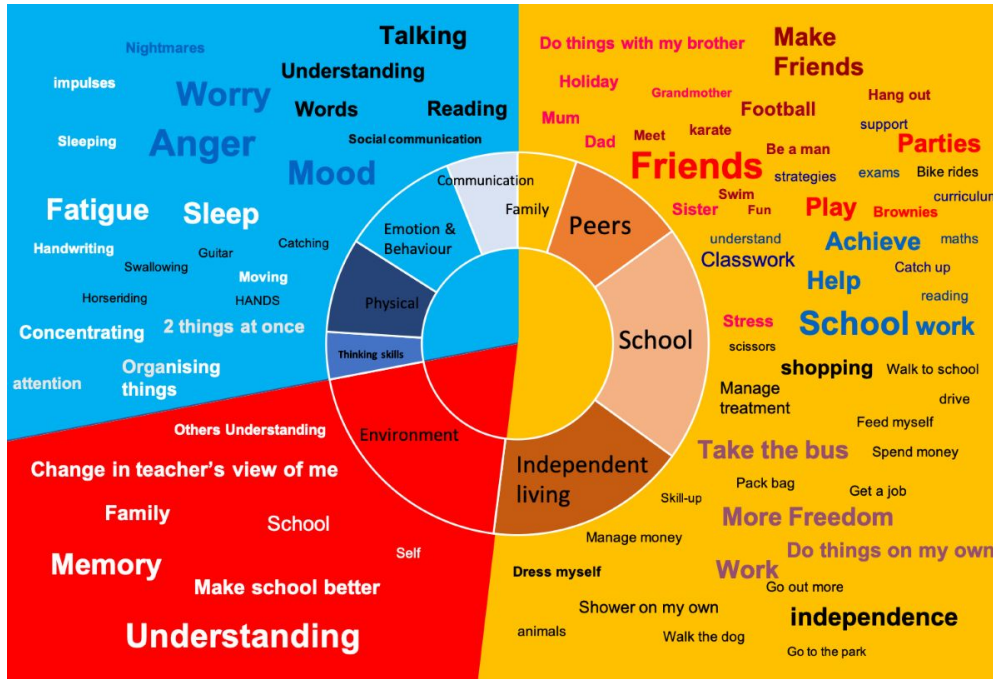 Talking
Nightmares
impulses
Understanding
Worry
Words
Reading
Sleeping
Anger
Social communication
Mood
Fatigue
Sleep
Handwriting
Guitar
Catching
Swallowing
Moving
Horseriding
HANDS
Concentrating
2 things at once
attention
Organising
things
Do things with my brother
Make
Friends
Holiday
Grandmother
Hang out
Mum
Football
support
Dad
Meet
karate
Parties
Friends
Be a man
strategies
exams
Bike rides
Swim
curriculum
Sister
Fun
Play
Brownies
understand
Achieve
maths
Classwork
Catch up
Help
reading
Stress
School work
scissors
shopping
Walk to school
Manage
treatment
drive
Feed myself
Take the bus
Spend money
Pack bag
Skill-up
Get a job
More Freedom
Manage money
Do things on my own
Work
Dress myself
Go out more
Shower on my own
independence
animals
Walk the dog
Go to the park
Communication
Family
Emotion &
Behaviour
Peers
Physical
School
Thinking skills
Environment
Independent
living
Others Understanding
Change in teacher's view of me
Family
School
Self
Memory
Make school better
Understanding